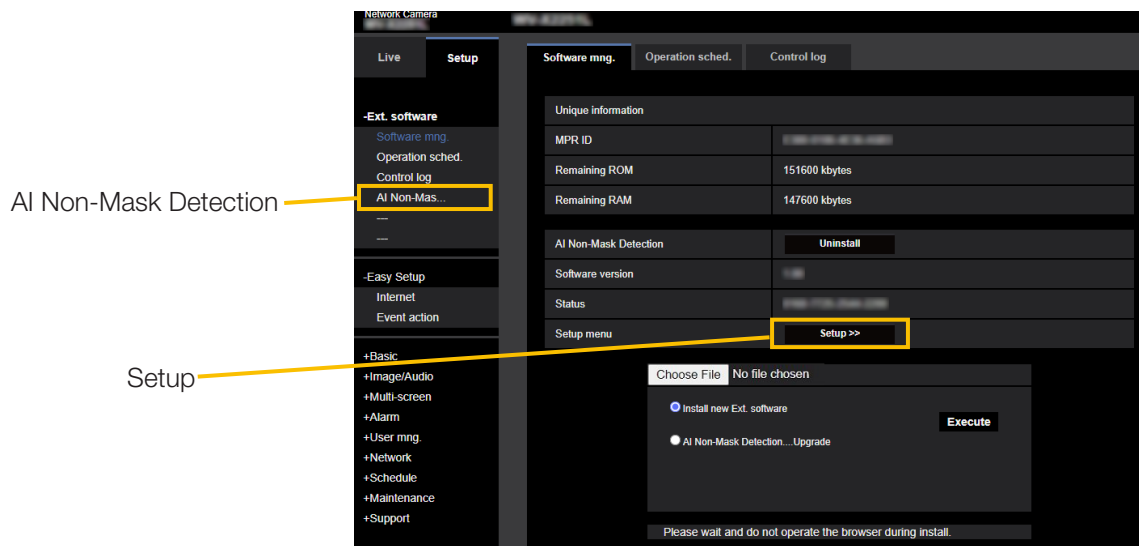 Network Camera
Live
Setup
Software mng.
Operation sched.
Control log
-Ext. software
Software mng.
Operation sched.
Control log
AI Non-Mas...
---
---
-Easy Setup
Internet
Event action
+Basic
+Image/Audio
+Multi-screen
+Alarm
+User mng.
+Network
+Schedule
+Maintenance
+Support
AI Non-Mask Detection
Setup
Unique information
MPR ID
Remaining ROM 151600 kbytes
Remaining RAM 147600 kbytes
AI Non-Mask Detection Uninstall
Software version
Status
Setup menu Setup >>
Choose File No file chosen
Install new Ext. software
Execute
AI Non-Mask Detection....Upgrade
Please wait and do not operate the browser during install.